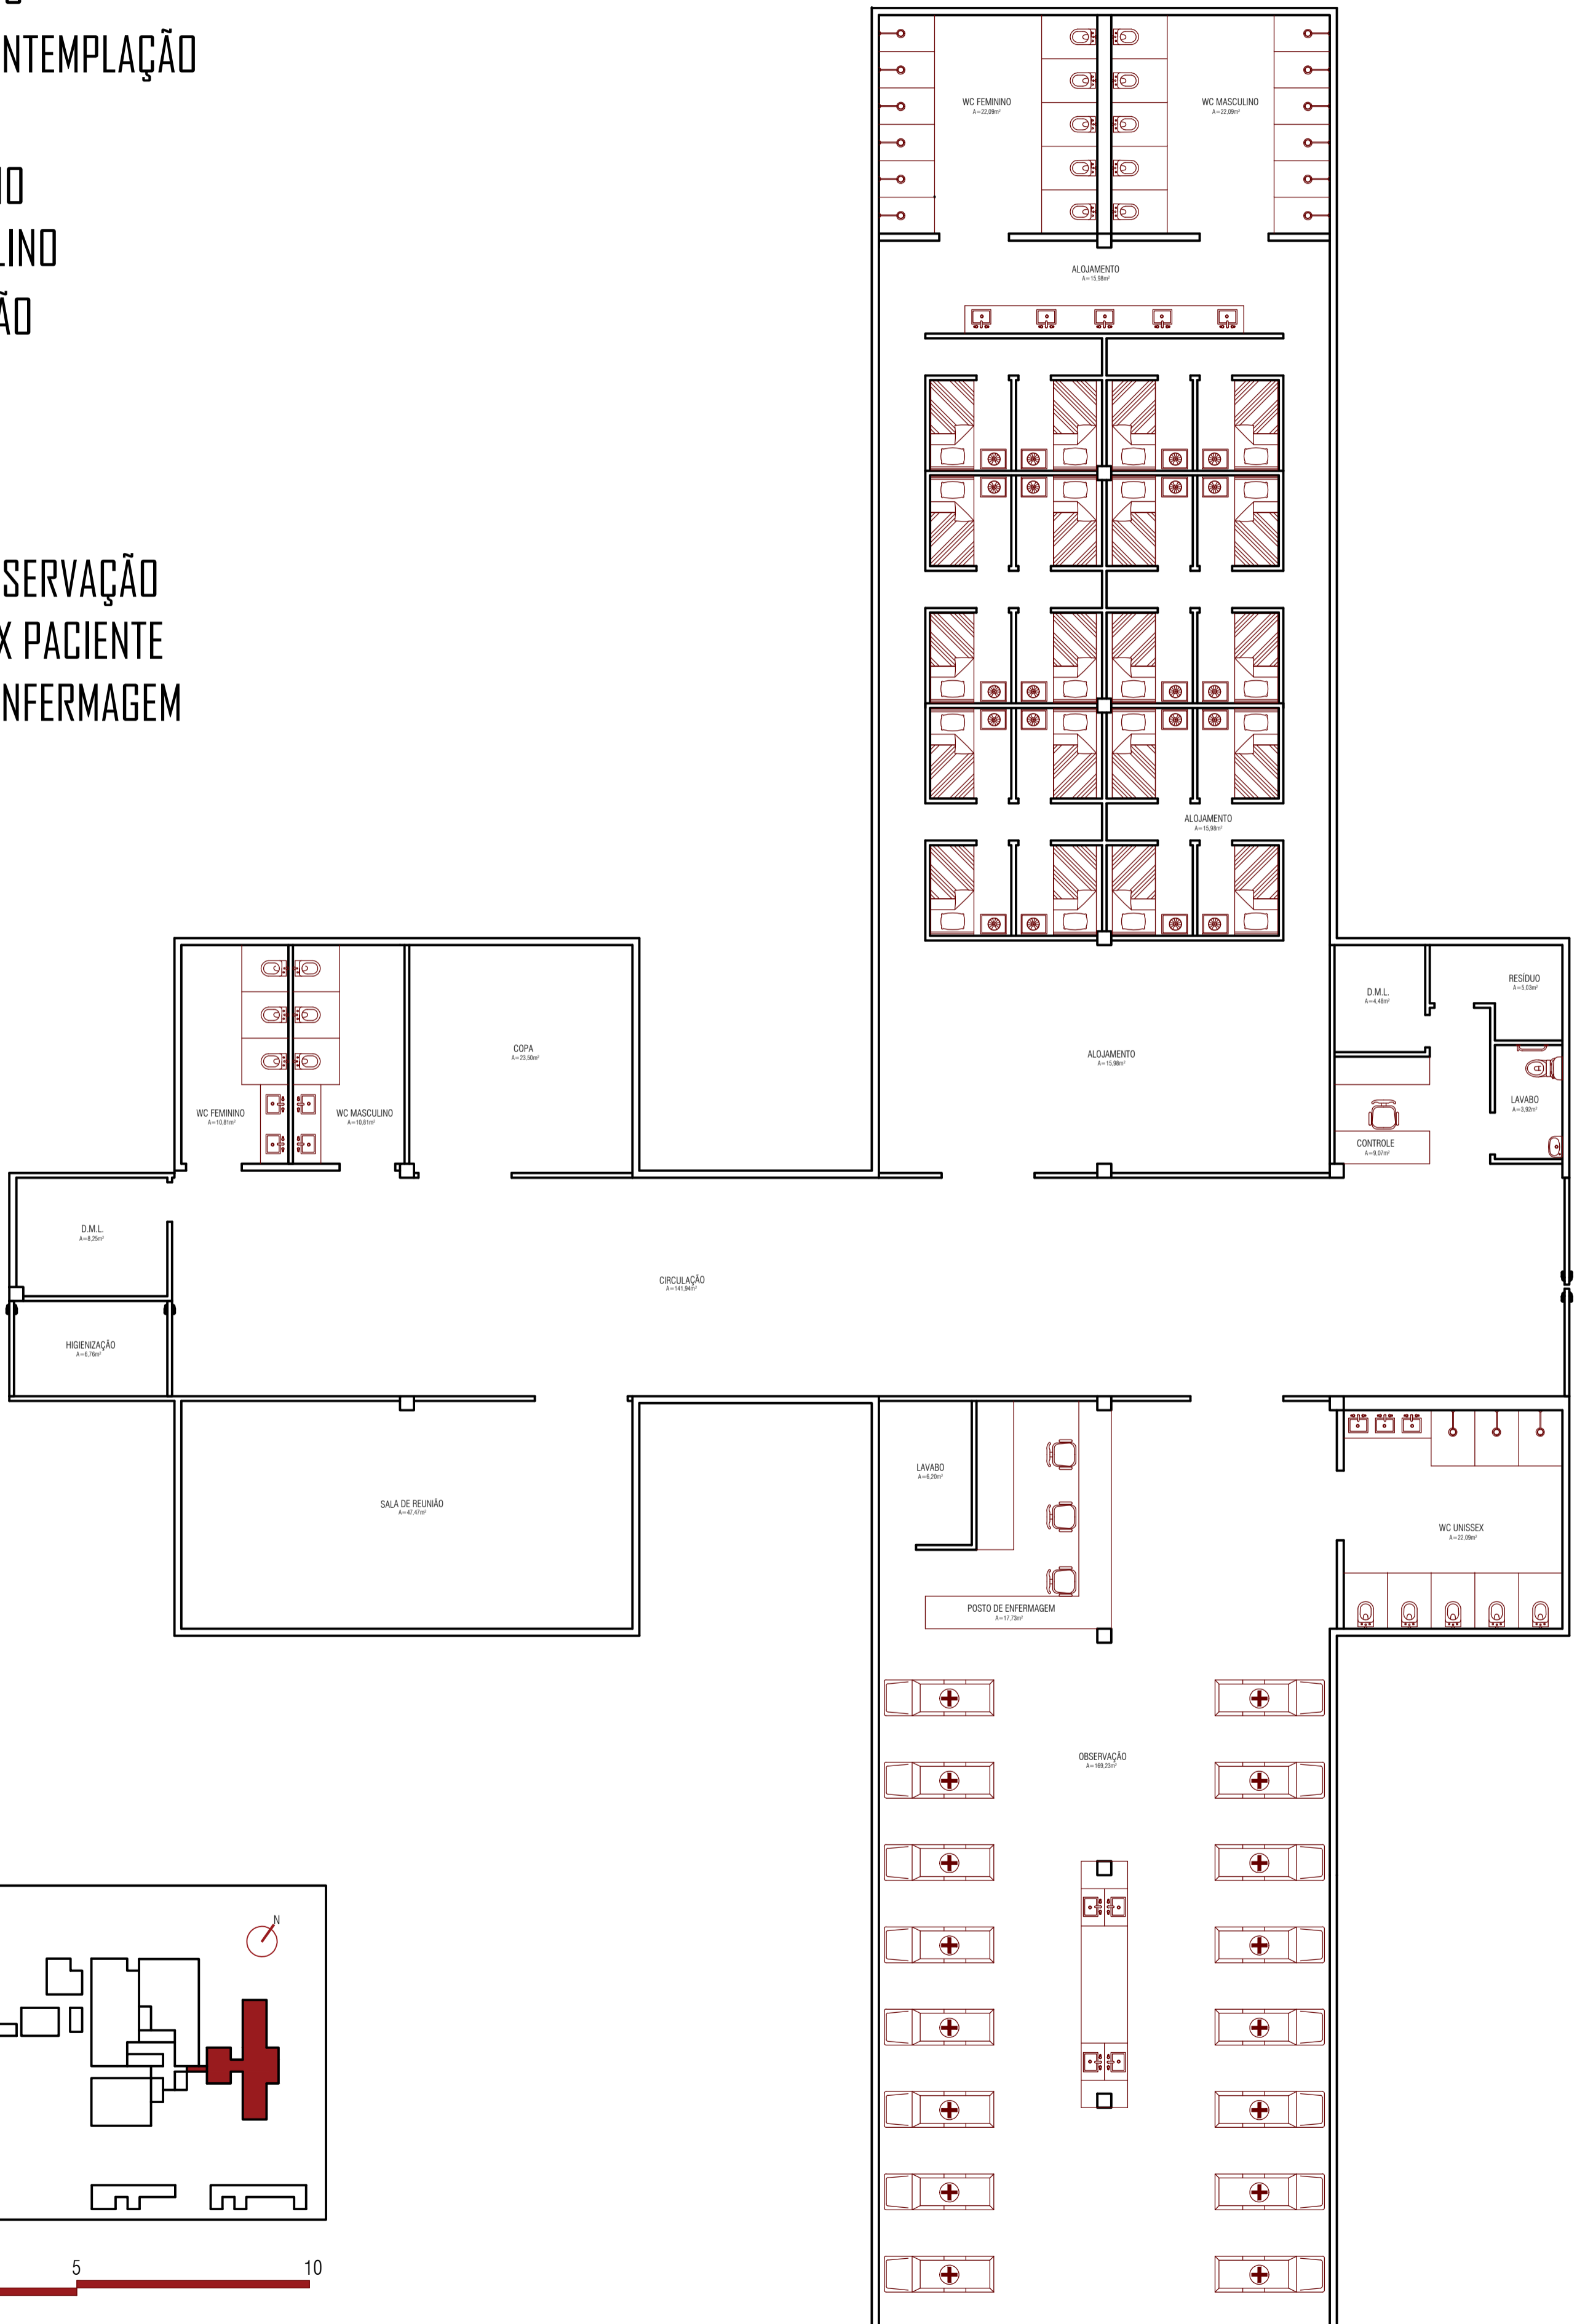 NTEMPLAÇÃO
NO
LINO
ÃO
SERVAÇÃO
X PACIENTE
NFERMAGEM
WC FEMININO
A=22,09m²
WC MASCULINO
A=22,09m²
ALOJAMENTO
A=15,98m²
ALOJAMENTO
A=15,98m²
RESÍDUO
A=5,03m²
D.M.L.
A=4,48m²
COPA
A=23,50m²
ALOJAMENTO
A=15,98m²
LAVABO
A=3,92m²
WC FEMININO
A=10,81m²
WC MASCULINO
A=10,81m²
CONTROLE
A=9,07m²
D.M.L.
A=8,25m²
CIRCULAÇÃO
A=141,94m²
HIGIENIZAÇÃO
A=6,76m²
LAVABO
A=6,20m²
SALA DE REUNIÃO
A=47,47m²
WC UNISSEX
A=22,09m²
POSTO DE ENFERMAGEM
A=17,73m²
OBSERVAÇÃO
A=169,23m²
N
5 10